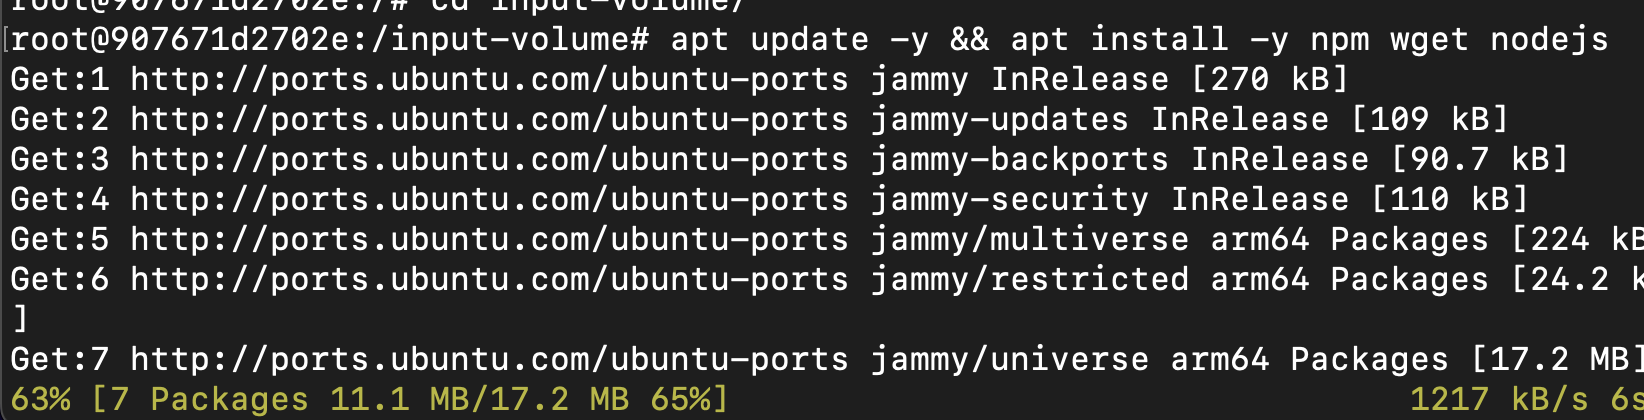 root@907671d2702e:/# cd input-volume/
[root@907671d2702e:/input-volume# apt update -y && apt install -y npm wget nodejs
Get:1 http://ports.ubuntu.com/ubuntu-ports jammy InRelease [270 kB]
Get:2 http://ports.ubuntu.com/ubuntu-ports jammy-updates InRelease [109 kB]
Get:3 http://ports.ubuntu.com/ubuntu-ports jammy-backports InRelease [90.7 kB]
Get:4 http://ports.ubuntu.com/ubuntu-ports jammy-security InRelease [110 kB]
Get:5 http://ports.ubuntu.com/ubuntu-ports jammy/multiverse arm64 Packages [224 kB
Get:6 http://ports.ubuntu.com/ubuntu-ports jammy/restricted arm64 Packages [24.2 k
]
Get:7 http://ports.ubuntu.com/ubuntu-ports jammy/universe arm64 Packages [17.2 MB]
63% [7 Packages 11.1 MB/17.2 MB 65%] 1217 kB/s 6s